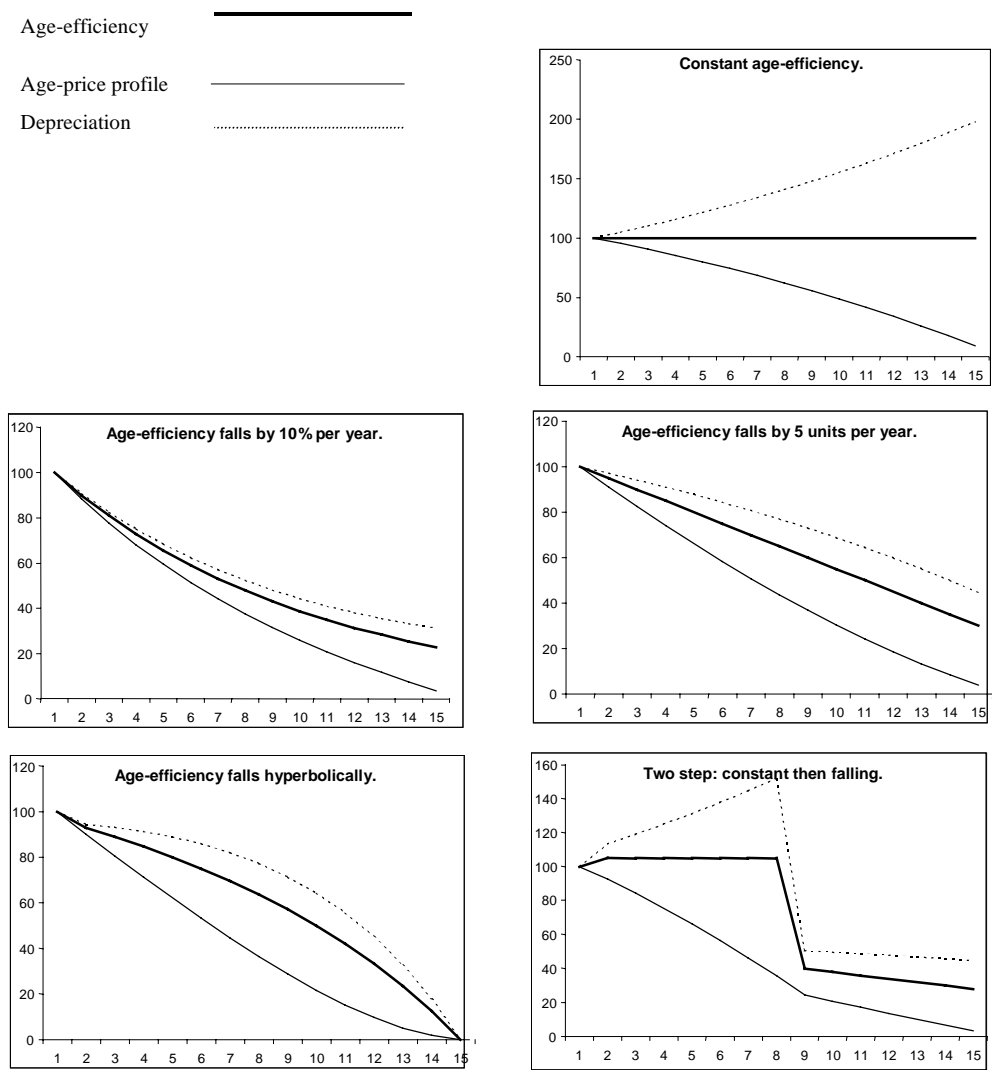 Age-efficiency
Age-price profile
Depreciation
Constant age-efficiency.
250
200
150
100
50
0
1 2 3 4 5 6 7 8 9 10 11 12 13 14 15
Age-efficiency falls by 10% per year.
120
100
80
60
40
20
0
1 2 3 4 5 6 7 8 9 10 11 12 13 14 15
Age-efficiency falls by 5 units per year.
120
100
80
60
40
20
0
1 2 3 4 5 6 7 8 9 10 11 12 13 14 15
Age-efficiency falls hyperbolically.
120
100
80
60
40
20
0
1 2 3 4 5 6 7 8 9 10 11 12 13 14 15
Two step: constant then falling.
160
140
120
100
80
60
40
20
0
1 2 3 4 5 6 7 8 9 10 11 12 13 14 15